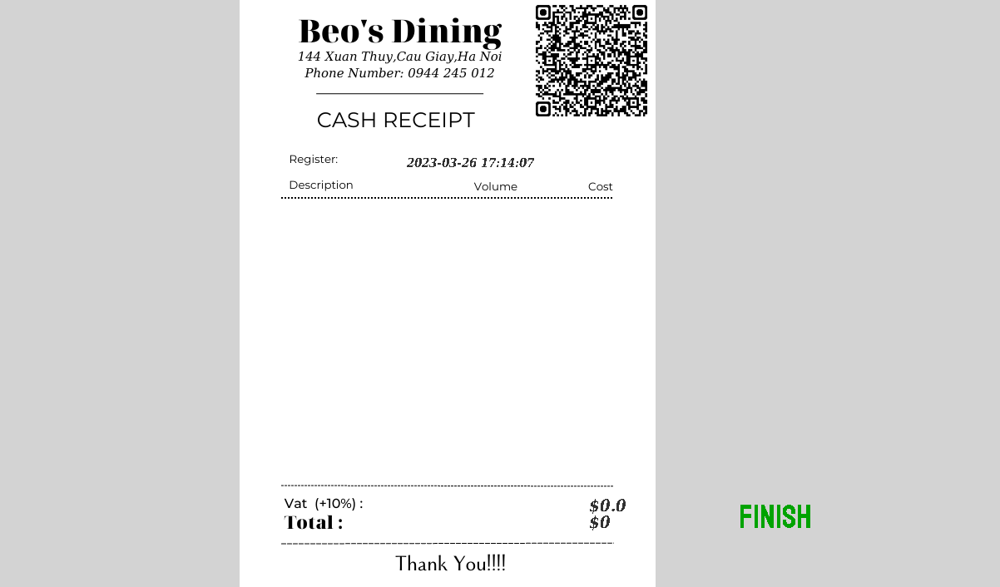 Beo's Dining
144 Xuan Thuy,Cau Giay,Ha Noi
Phone Number: 0944 245 012
CASH RECEIPT
Register: 2023-03-26 17:14:07
Description Volume Cost
Vat (+10%) : $0.0
Total : $0
FINISH
Thank You!!!!